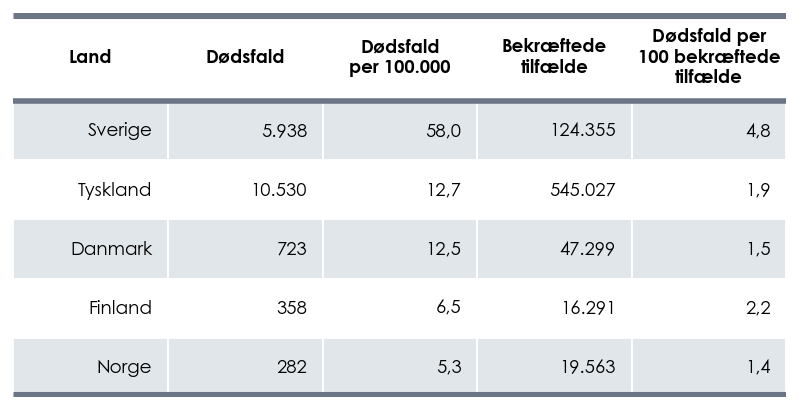 Land Dødsfald Dødsfald per 100.000 Bekræftede tilfælde Dødsfald per 100 bekræftede tilfælde
Sverige 5.938 58,0 124.355 4,8
Tyskland 10.530 12,7 545.027 1,9
Danmark 723 12,5 47.299 1,5
Finland 358 6,5 16.291 2,2
Norge 282 5,3 19.563 1,4